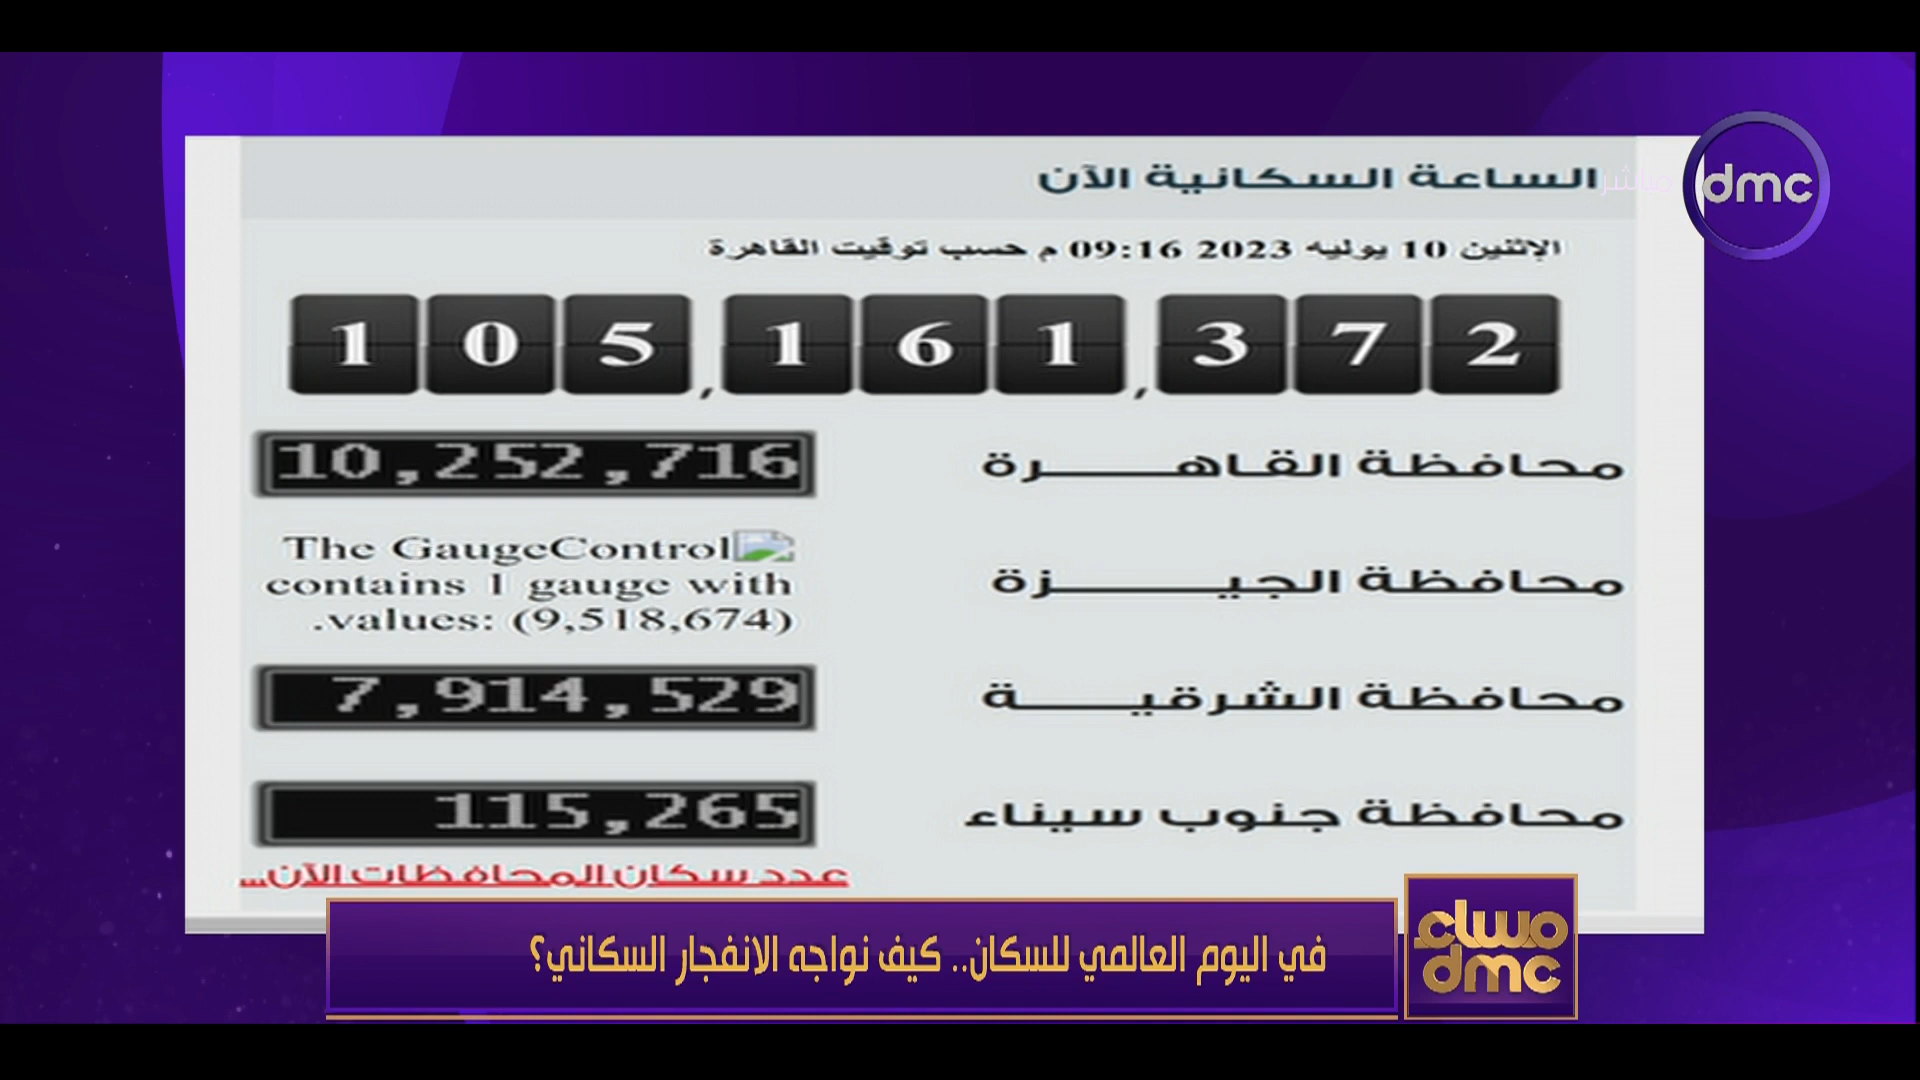 الساعة السكانية الآن
مباشر
dmc
الإثنين 10 يوليه 2023 09:16 م حسب توقيت القاهرة
105,161,372
محافظة القاهـــــرة 10,252,716
محافظة الجيـــــزة The GaugeControl
contains 1 gauge with
values: (9,518,674).
محافظة الشرقيـــــة 7,914,529
محافظة جنوب سيناء 115,265
عدد سكان المحافظات الآن...
مساء
dmc
في اليوم العالمي للسكان.. كيف نواجه الانفجار السكاني؟